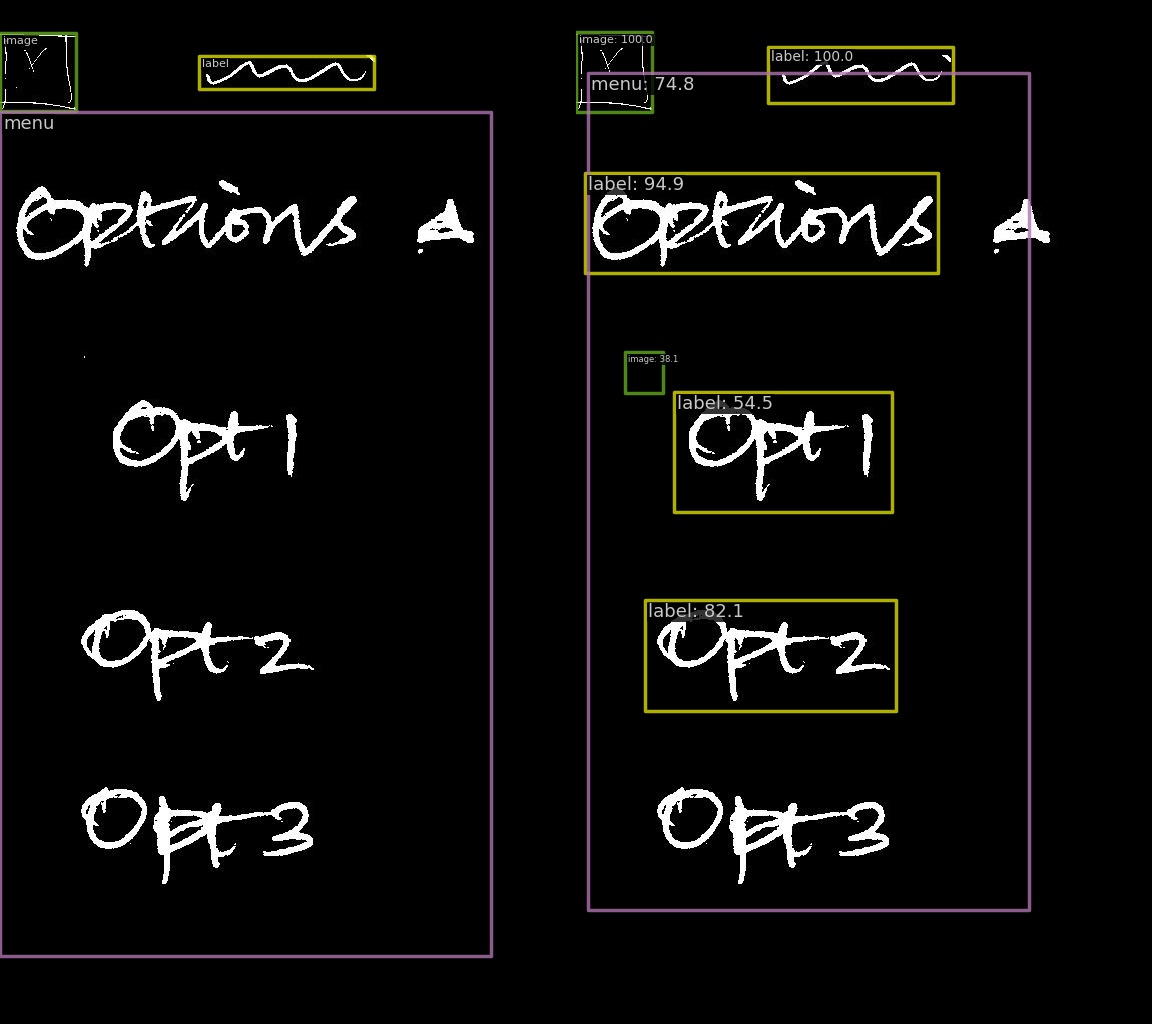 image
label
menu
Options
Opt 1
Opt 2
Opt 3
image: 100.0
label: 100.0
menu: 74.8
label: 94.9
Options
image: 38.1
label: 54.5
Opt 1
label: 82.1
Opt 2
Opt 3